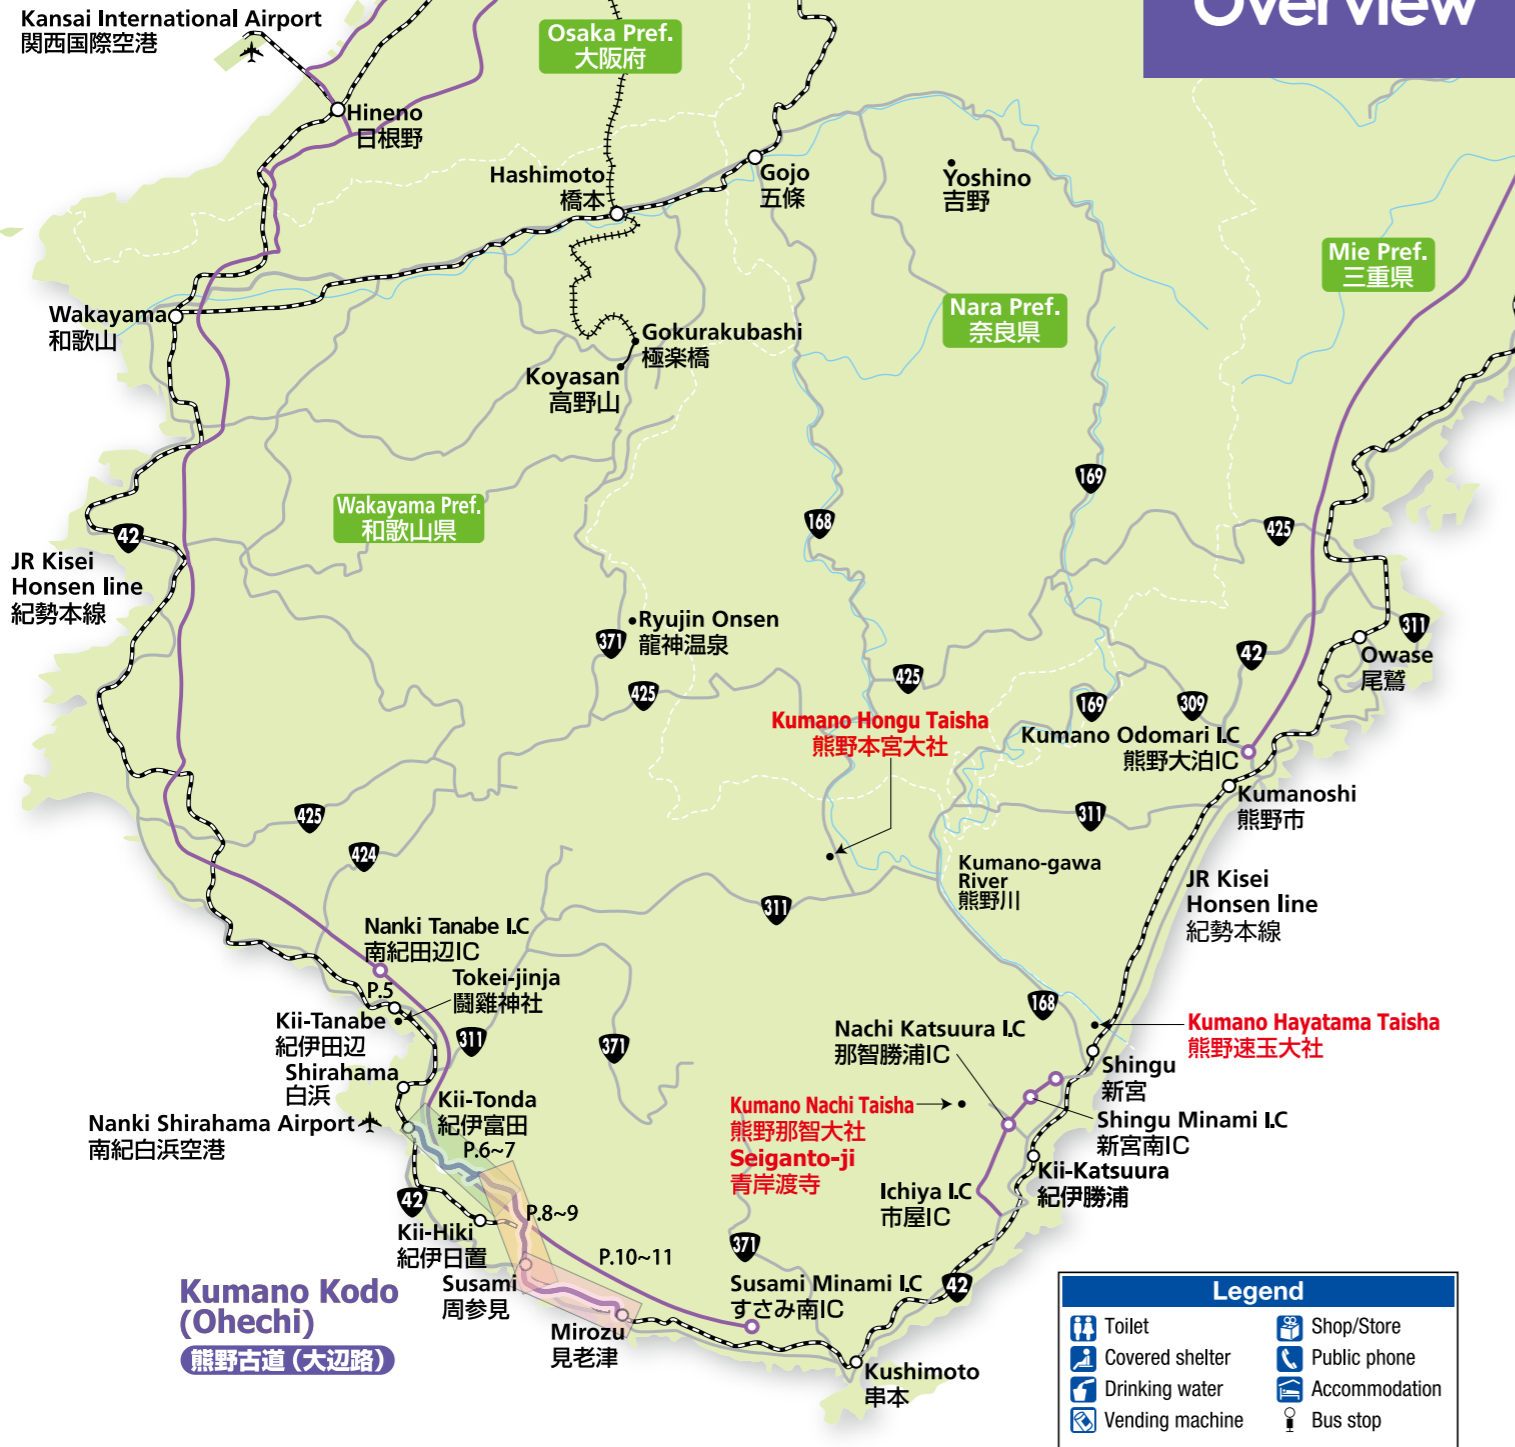 Overview
Kansai International Airport
関西国際空港
Osaka Pref.
大阪府
Hineno
日根野
Hashimoto
橋本
Gojo
五條
Yoshino
吉野
Mie Pref.
三重県
Nara Pref.
奈良県
Wakayama
和歌山
Gokurakubashi
極楽橋
Koyasan
高野山
169
168
425
Wakayama Pref.
和歌山県
42
JR Kisei
Honsen line
紀勢本線
Ryujin Onsen
龍神温泉
371
425
425
311
42
Owase
尾鷲
169
309
Kumano Hongu Taisha
熊野本宮大社
Kumano Odomari I.C
熊野大泊IC
Kumanoshi
熊野市
425
311
424
Kumano-gawa
River
熊野川
JR Kisei
Honsen line
紀勢本線
311
Nanki Tanabe I.C
南紀田辺IC
P.5
Tokei-jinja
闘雞神社
Kii-Tanabe
紀伊田辺
311
371
168
Nachi Katsuura I.C
那智勝浦IC
Kumano Hayatama Taisha
熊野速玉大社
Shingu
新宮
Shirahama
白浜
Kii-Tonda
紀伊富田
Nanki Shirahama Airport
南紀白浜空港
P.6~7
Kumano Nachi Taisha
熊野那智大社
Seiganto-ji
青岸渡寺
Shingu Minami I.C
新宮南IC
Kii-Katsuura
紀伊勝浦
Ichiya I.C
市屋IC
42
P.8~9
Kii-Hiki
紀伊日置
371
P.10~11
Susami
周参見
Susami Minami I.C
すさみ南IC
42
Kumano Kodo
(Ohechi)
熊野古道（大辺路）
Mirozu
見老津
Kushimoto
串本
Legend
Toilet
Shop/Store
Covered shelter
Public phone
Drinking water
Accommodation
Vending machine
Bus stop